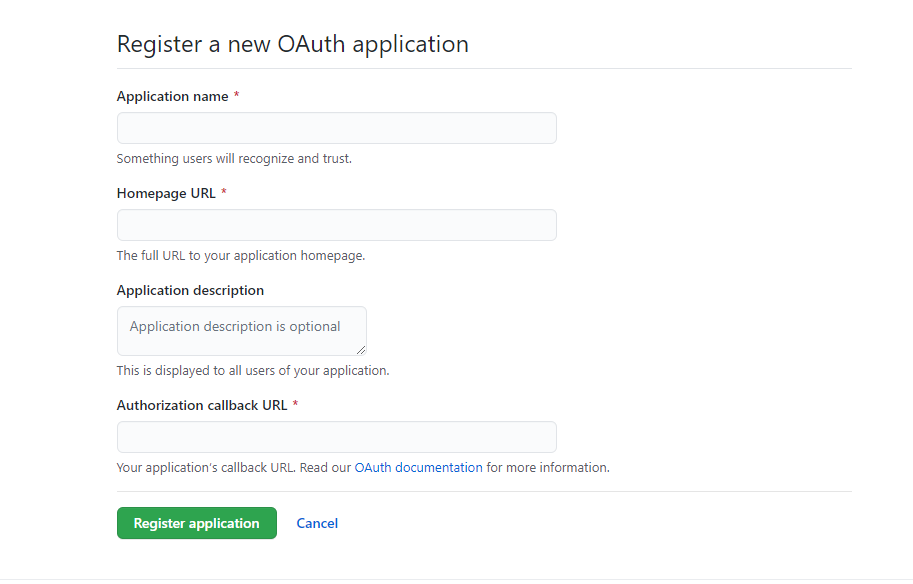 Register a new OAuth application
Application name *
Something users will recognize and trust.
Homepage URL *
The full URL to your application homepage.
Application description
Application description is optional
This is displayed to all users of your application.
Authorization callback URL *
Your application's callback URL. Read our OAuth documentation for more information.
Register application Cancel